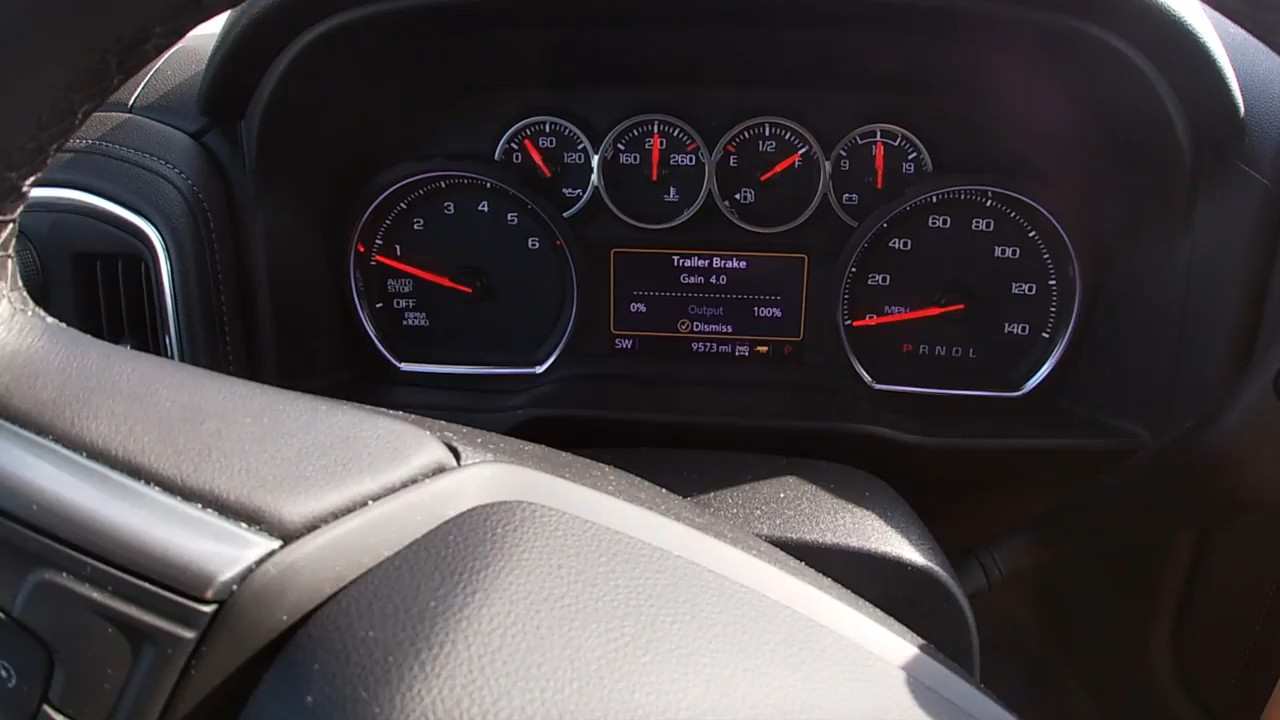 0 60 120
160 210 260
E 1/2 F
9 19
1 2 3 4 5 6
AUTO
STOP
OFF
RPM
x1000
Trailer Brake
Gain 4.0
0% Output 100%
Dismiss
SW 9573 mi 2WD P
0 20 40 60 80 100 120 140
MPH
P R N D L